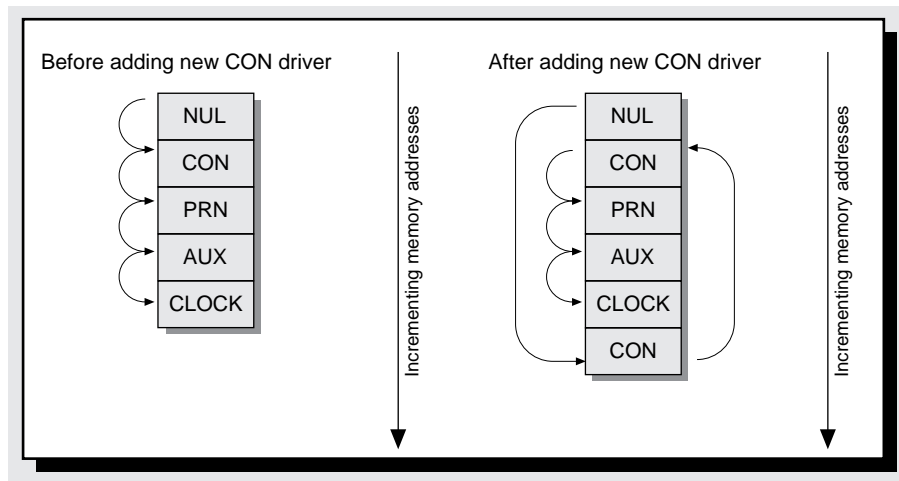 Before adding new CON driver
NUL
CON
PRN
AUX
CLOCK
Incrementing memory addresses
After adding new CON driver
NUL
CON
PRN
AUX
CLOCK
CON
Incrementing memory addresses